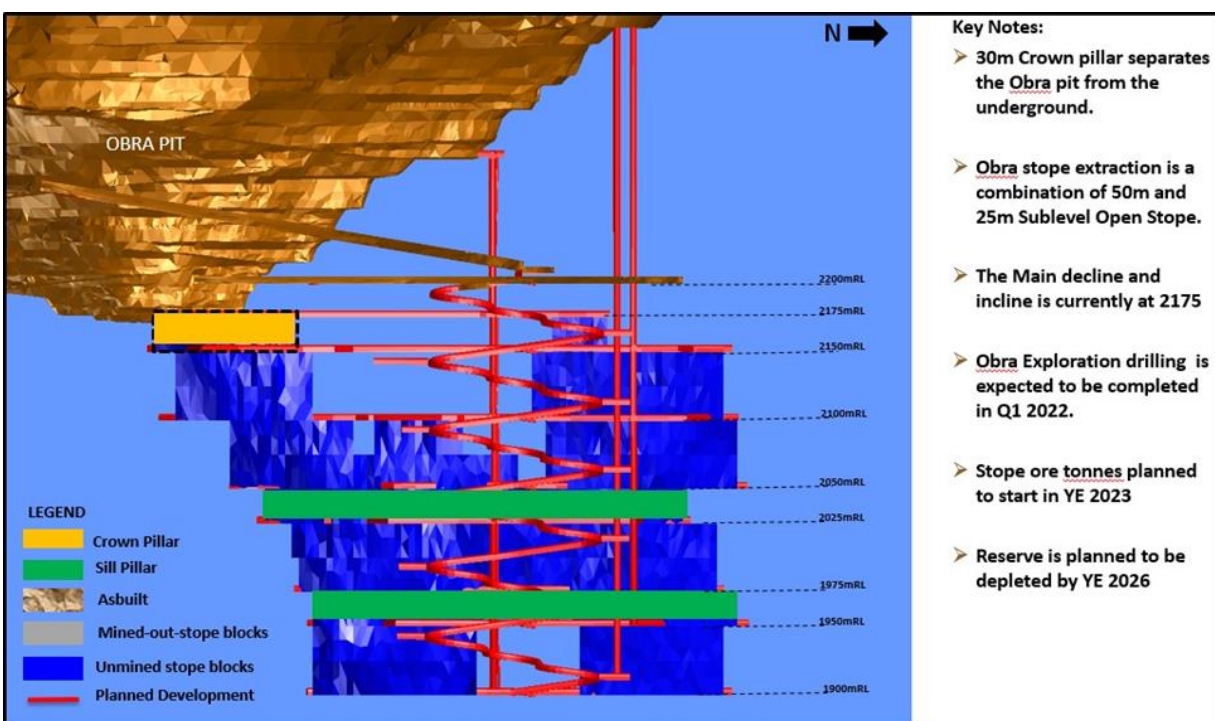 N
OBRA PIT
2200mRL
2175mRL
2150mRL
2100mRL
2050mRL
2025mRL
1975mRL
1950mRL
1900mRL
LEGEND
Crown Pillar
Sill Pillar
Asbuilt
Mined-out-stope blocks
Unmined stope blocks
Planned Development
Key Notes:
30m Crown pillar separates
the Obra pit from the
underground.
Obra stope extraction is a
combination of 50m and
25m Sublevel Open Stope.
The Main decline and
incline is currently at 2175
Obra Exploration drilling is
expected to be completed
in Q1 2022.
Stope ore tonnes planned
to start in YE 2023
Reserve is planned to be
depleted by YE 2026